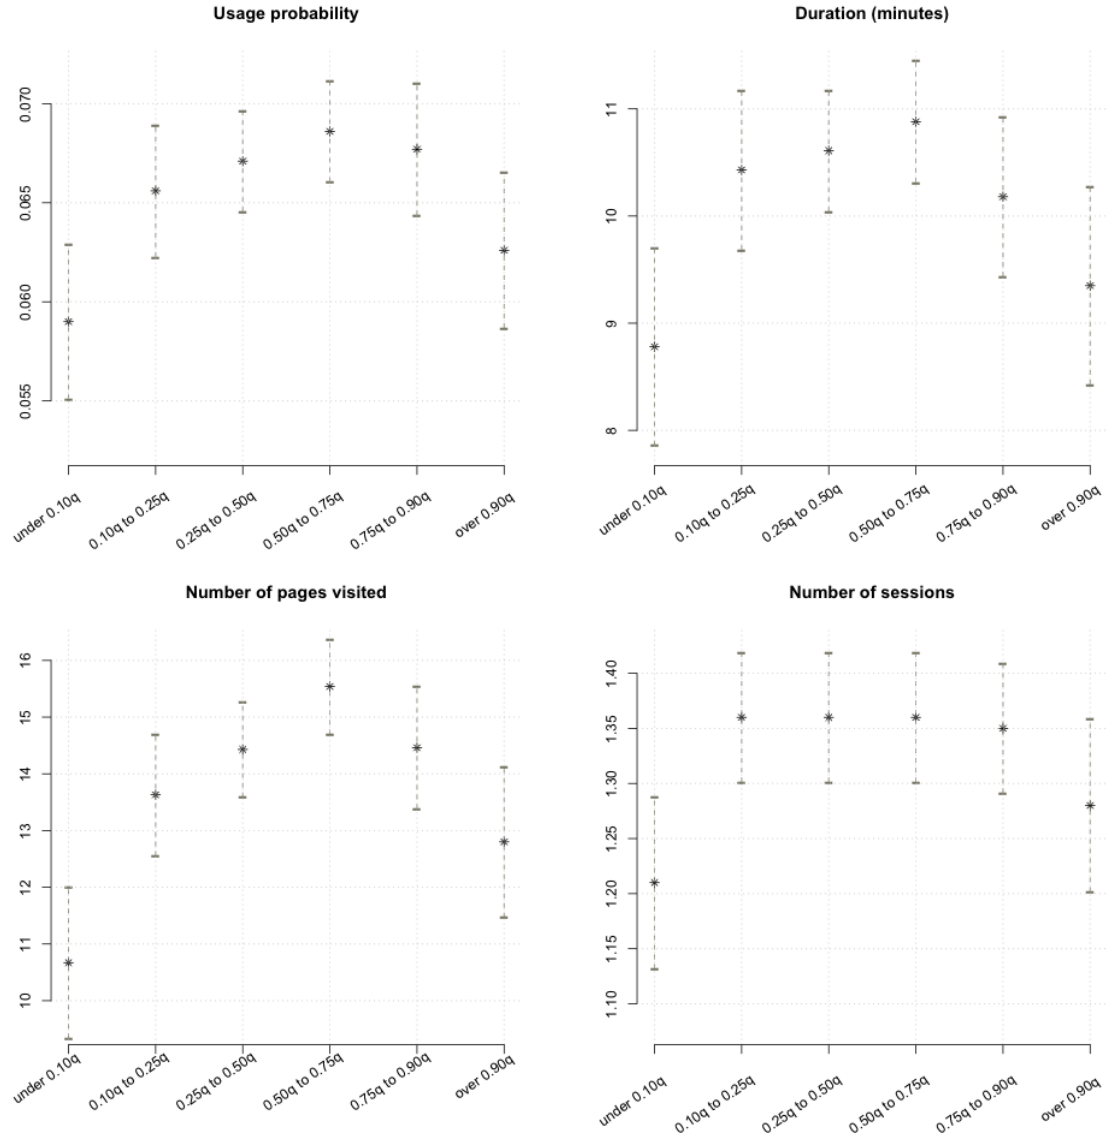 Usage probability
0.070
0.065
0.060
0.055
under 0.10q
0.10q to 0.25q
0.25q to 0.50q
0.50q to 0.75q
0.75q to 0.90q
over 0.90q
Duration (minutes)
11
10
9
8
under 0.10q
0.10q to 0.25q
0.25q to 0.50q
0.50q to 0.75q
0.75q to 0.90q
over 0.90q
Number of pages visited
16
15
14
13
12
11
10
under 0.10q
0.10q to 0.25q
0.25q to 0.50q
0.50q to 0.75q
0.75q to 0.90q
over 0.90q
Number of sessions
1.40
1.35
1.30
1.25
1.20
1.15
1.10
under 0.10q
0.10q to 0.25q
0.25q to 0.50q
0.50q to 0.75q
0.75q to 0.90q
over 0.90q